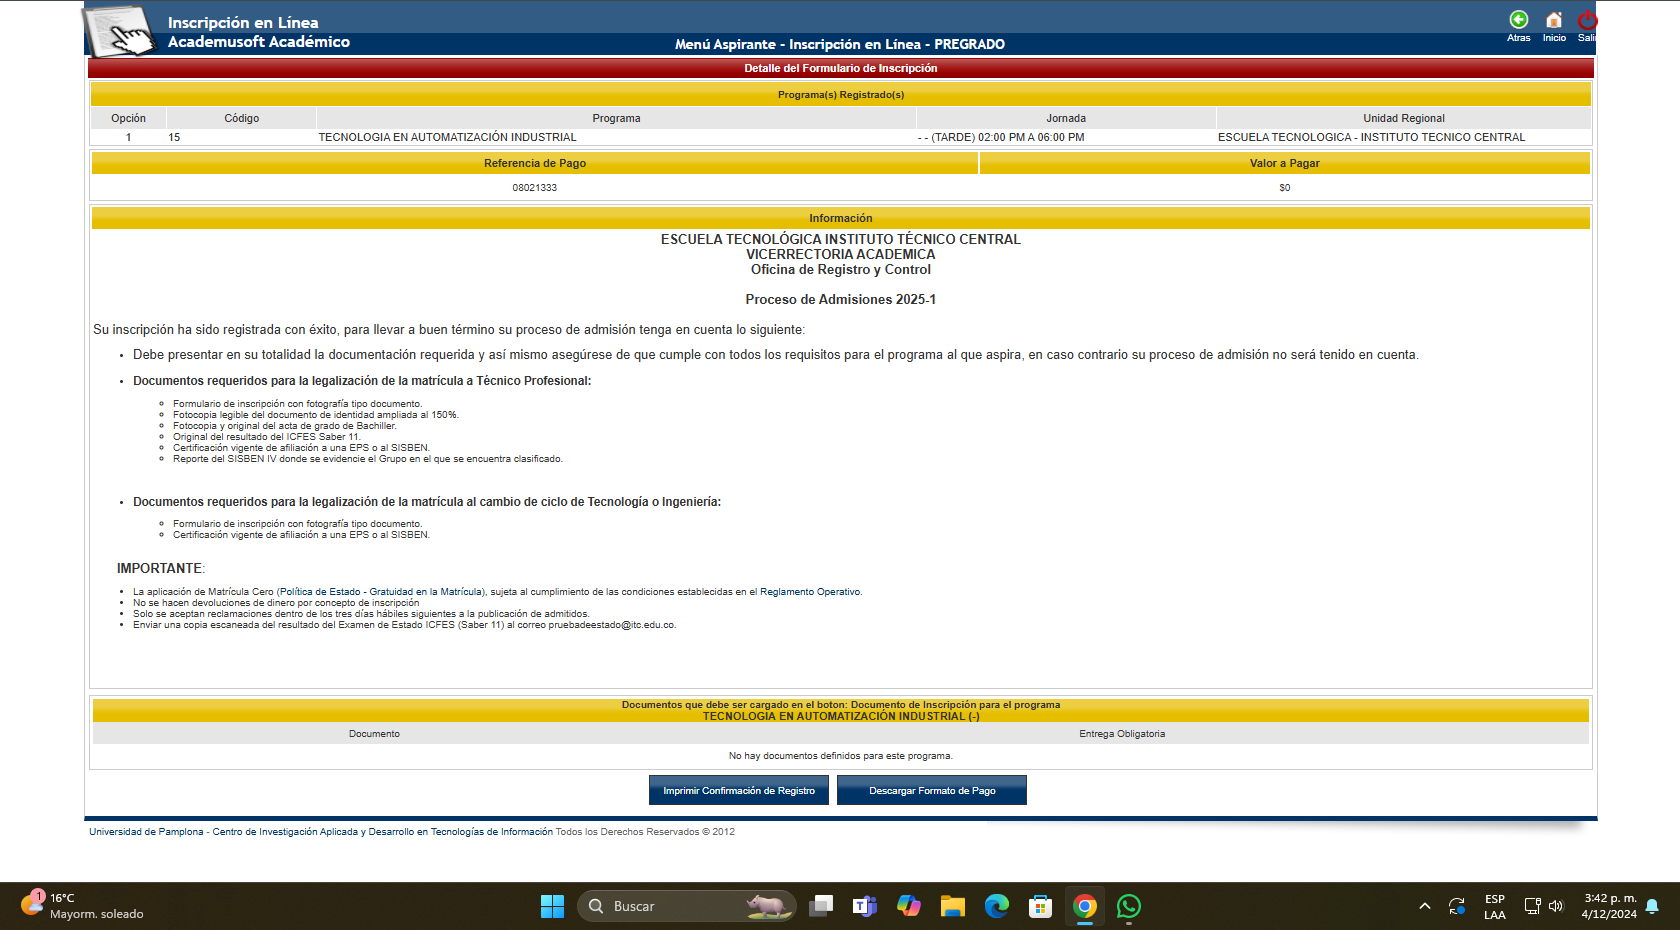 Inscripción en Línea
Academusoft Académico
Menú Aspirante - Inscripción en Línea - PREGRADO
Atras Inicio Salir
Detalle del Formulario de Inscripción
Programa(s) Registrado(s)
Opción Código Programa Jornada Unidad Regional
1 15 TECNOLOGIA EN AUTOMATIZACIÓN INDUSTRIAL - - (TARDE) 02:00 PM A 06:00 PM ESCUELA TECNOLOGICA - INSTITUTO TECNICO CENTRAL
Referencia de Pago Valor a Pagar
08021333 $0
Información
ESCUELA TECNOLÓGICA INSTITUTO TÉCNICO CENTRAL
VICERRECTORIA ACADEMICA
Oficina de Registro y Control
Proceso de Admisiones 2025-1
Su inscripción ha sido registrada con éxito, para llevar a buen término su proceso de admisión tenga en cuenta lo siguiente:
• Debe presentar en su totalidad la documentación requerida y así mismo asegúrese de que cumple con todos los requisitos para el programa al que aspira, en caso contrario su proceso de admisión no será tenido en cuenta.
• Documentos requeridos para la legalización de la matrícula a Técnico Profesional:
Formulario de inscripción con fotografía tipo documento.
Fotocopia legible del documento de identidad ampliada al 150%.
Fotocopia y original del acta de grado de Bachiller.
Original del resultado del ICFES Saber 11.
Certificación vigente de afiliación a una EPS o al SISBEN.
Reporte del SISBEN IV donde se evidencie el Grupo en el que se encuentra clasificado.
• Documentos requeridos para la legalización de la matrícula al cambio de ciclo de Tecnología o Ingeniería:
Formulario de inscripción con fotografía tipo documento.
Certificación vigente de afiliación a una EPS o al SISBEN.
IMPORTANTE:
• La aplicación de Matrícula Cero (Política de Estado - Gratuidad en la Matrícula), sujeta al cumplimiento de las condiciones establecidas en el Reglamento Operativo.
• No se hacen devoluciones de dinero por concepto de inscripción
• Solo se aceptan reclamaciones dentro de los tres días hábiles siguientes a la publicación de admitidos.
• Enviar una copia escaneada del resultado del Examen de Estado ICFES (Saber 11) al correo pruebadeestado@itc.edu.co.
Documentos que debe ser cargado en el boton: Documento de Inscripción para el programa
TECNOLOGIA EN AUTOMATIZACIÓN INDUSTRIAL (-)
Documento Entrega Obligatoria
No hay documentos definidos para este programa.
Imprimir Confirmación de Registro Descargar Formato de Pago
Universidad de Pamplona - Centro de Investigación Aplicada y Desarrollo en Tecnologías de Información Todos los Derechos Reservados © 2012
1 16°C
Mayorm. soleado
Buscar
ESP
LAA
3:42 p. m.
4/12/2024